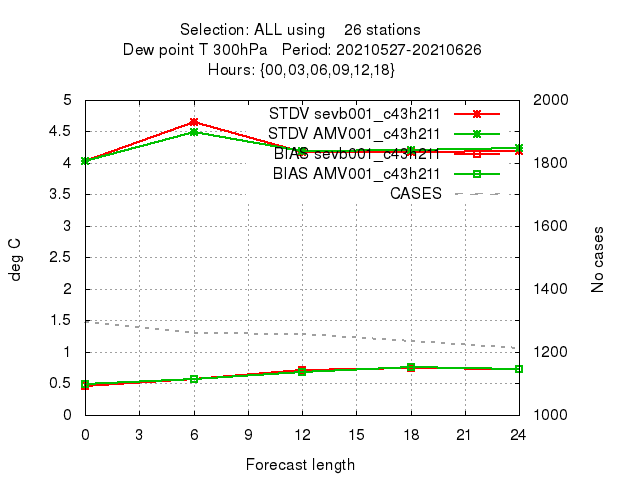 Selection: ALL using    26 stations
Dew point T 300hPa   Period: 20210527-20210626
Hours: {00,03,06,09,12,18}
STDV sevb001_c43h211
STDV AMV001_c43h211
BIAS sevb001_c43h211
BIAS AMV001_c43h211
CASES
5
4.5
4
3.5
3
2.5
2
1.5
1
0.5
0
deg C
2000
1800
1600
1400
1200
1000
No cases
0 3 6 9 12 15 18 21 24
Forecast length